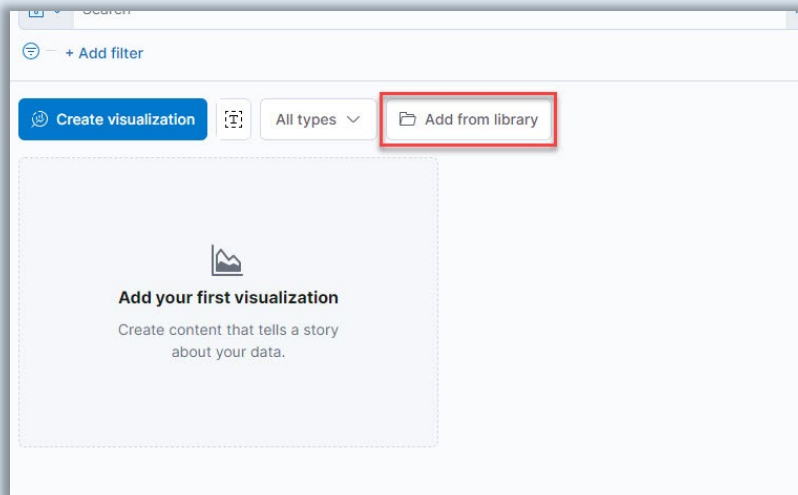 Search
+ Add filter
Create visualization
All types
Add from library
Add your first visualization
Create content that tells a story
about your data.